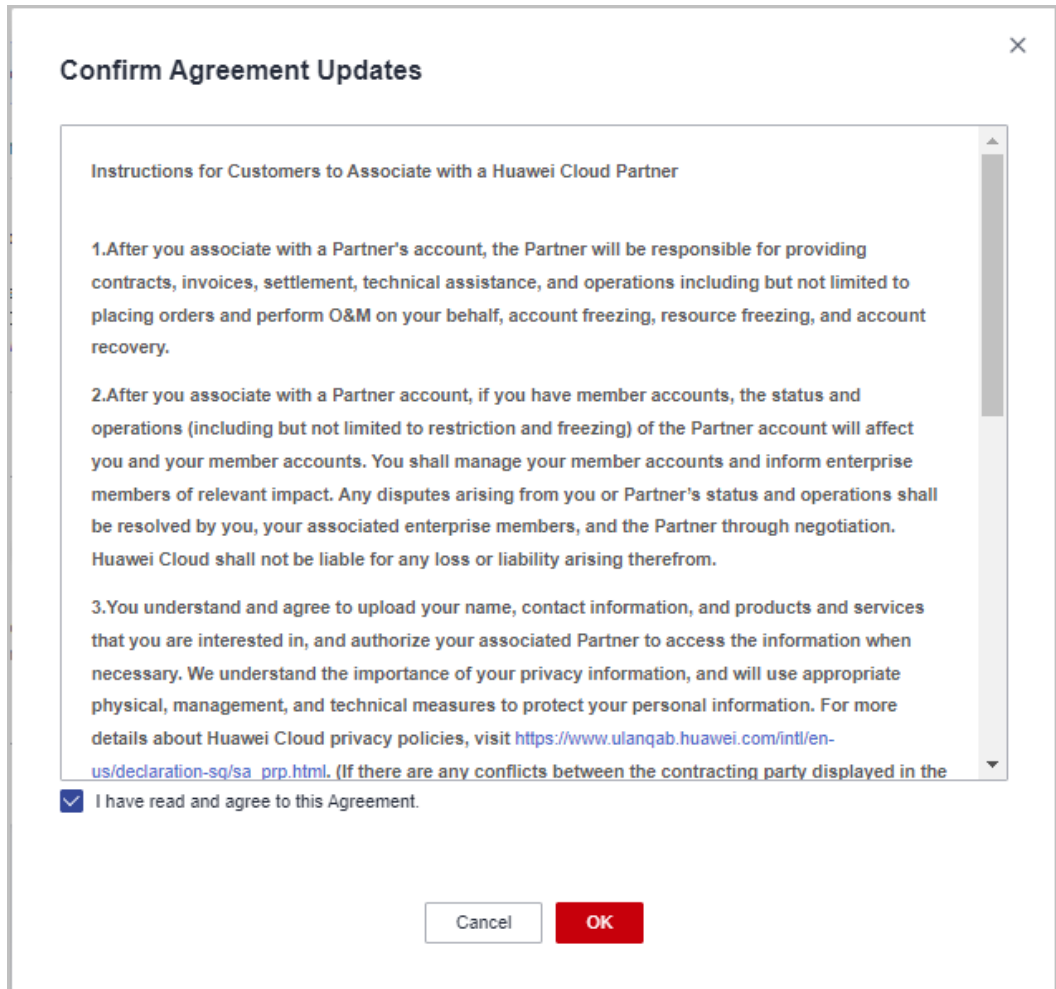 Confirm Agreement Updates
Instructions for Customers to Associate with a Huawei Cloud Partner
1.After you associate with a Partner's account, the Partner will be responsible for providing
contracts, invoices, settlement, technical assistance, and operations including but not limited to
placing orders and perform O&M on your behalf, account freezing, resource freezing, and account
recovery.
2.After you associate with a Partner account, if you have member accounts, the status and
operations (including but not limited to restriction and freezing) of the Partner account will affect
you and your member accounts. You shall manage your member accounts and inform enterprise
members of relevant impact. Any disputes arising from you or Partner’s status and operations shall
be resolved by you, your associated enterprise members, and the Partner through negotiation.
Huawei Cloud shall not be liable for any loss or liability arising therefrom.
3.You understand and agree to upload your name, contact information, and products and services
that you are interested in, and authorize your associated Partner to access the information when
necessary. We understand the importance of your privacy information, and will use appropriate
physical, management, and technical measures to protect your personal information. For more
details about Huawei Cloud privacy policies, visit https://www.ulanqab.huawei.com/intl/en-
us/declaration-sq/sa_prp.html. (If there are any conflicts between the contracting party displayed in the
I have read and agree to this Agreement.
Cancel
OK